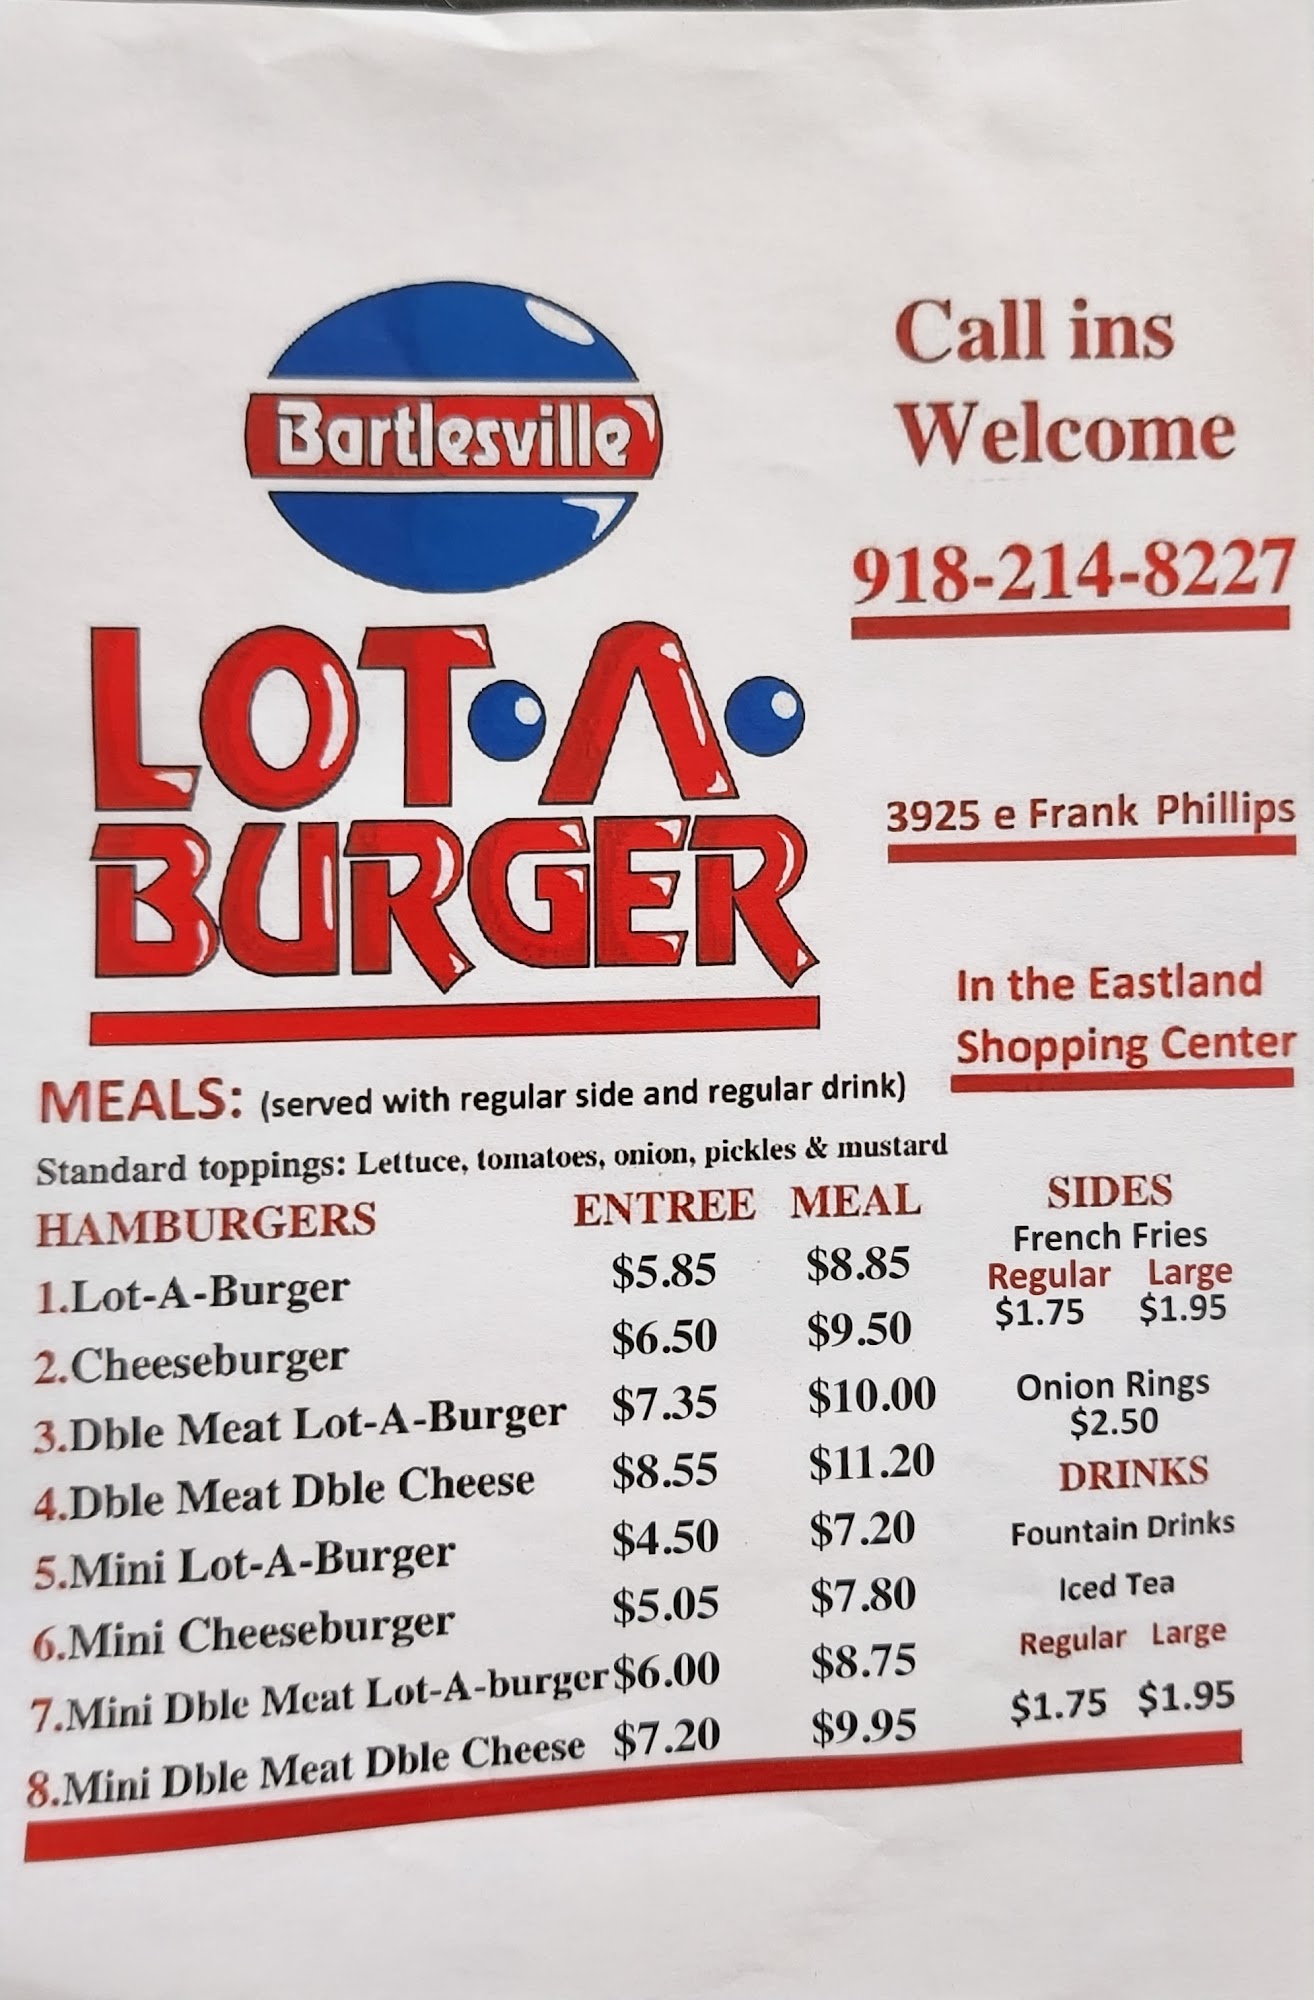 Bartlesville
LOT·A·
BURGER
Call ins
Welcome
918-214-8227
3925 e Frank Phillips
In the Eastland
Shopping Center
MEALS: (served with regular side and regular drink)
Standard toppings: Lettuce, tomatoes, onion, pickles & mustard
HAMBURGERS ENTREE MEAL
1.Lot-A-Burger $5.85 $8.85
2.Cheeseburger $6.50 $9.50
3.Dble Meat Lot-A-Burger $7.35 $10.00
4.Dble Meat Dble Cheese $8.55 $11.20
5.Mini Lot-A-Burger $4.50 $7.20
6.Mini Cheeseburger $5.05 $7.80
7.Mini Dble Meat Lot-A-burger $6.00 $8.75
8.Mini Dble Meat Dble Cheese $7.20 $9.95
SIDES
French Fries
Regular Large
$1.75 $1.95
Onion Rings
$2.50
DRINKS
Fountain Drinks
Iced Tea
Regular Large
$1.75 $1.95